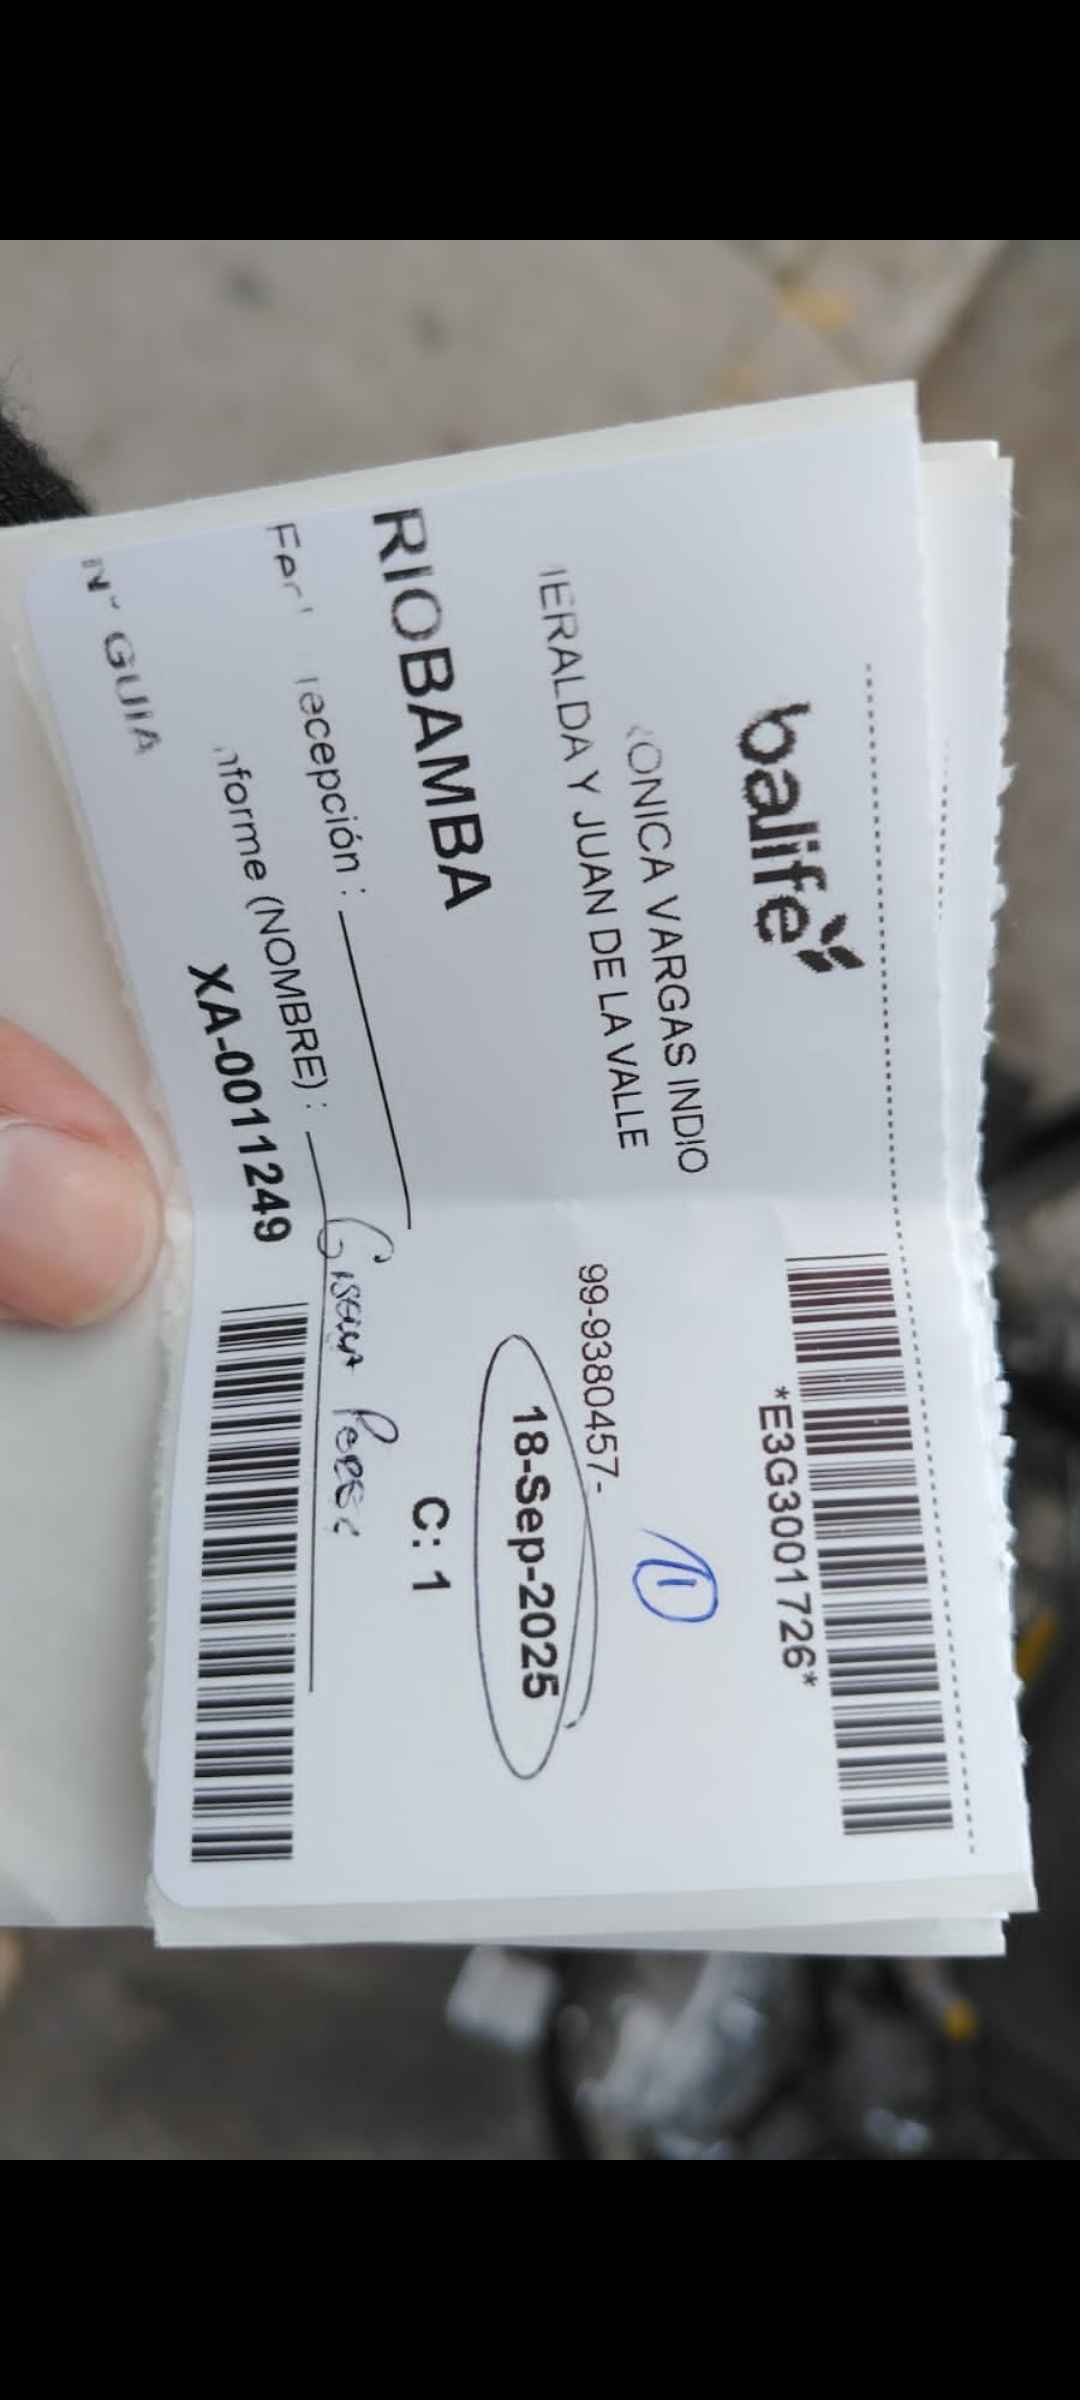 balife
*E3G3001726*
ONICA VARGAS INDIO
1
ERALDA Y JUAN DE LA VALLE
99-9380457-
18-Sep-2025
RIOBAMBA
C: 1
recepción :
nforme (NOMBRE) :
N° GUIA
XA-0011249